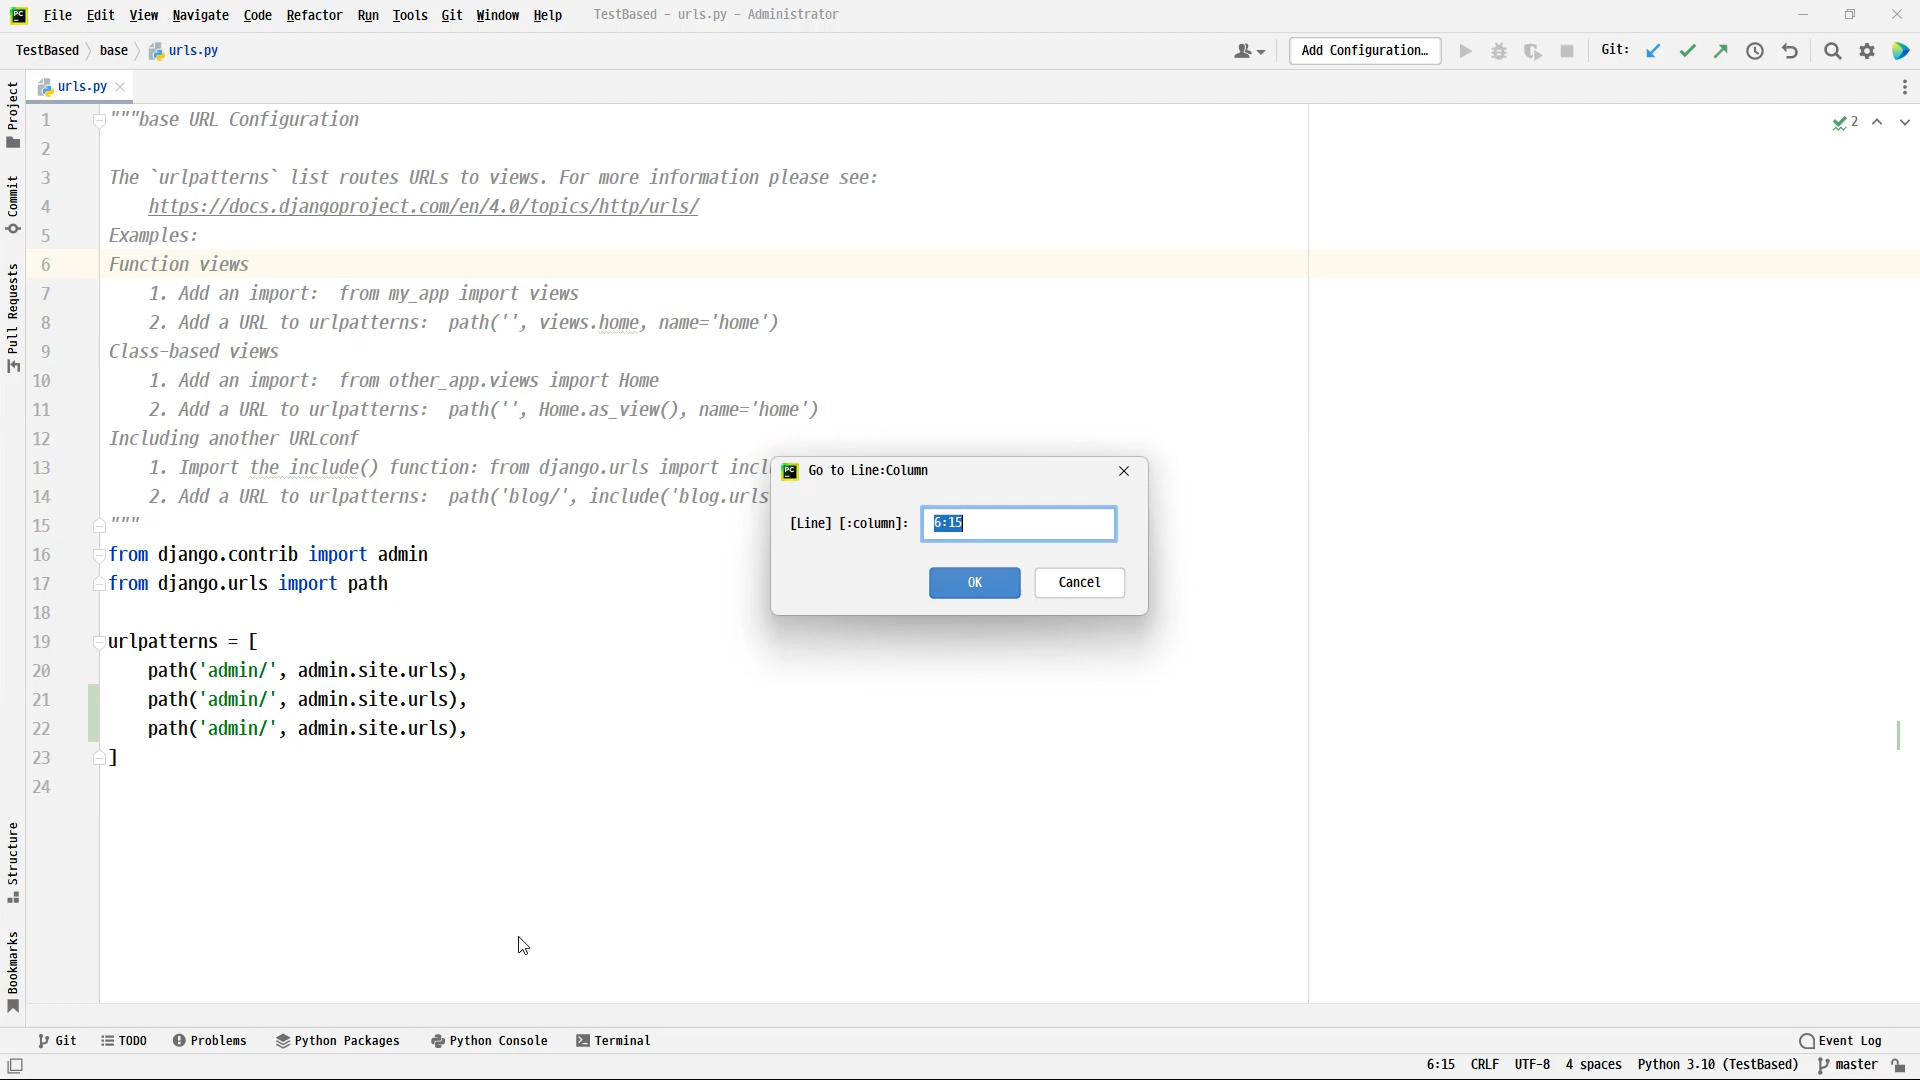 PC File Edit View Navigate Code Refactor Run Tools Git Window Help TestBased - urls.py - Administrator
TestBased base urls.py Add Configuration… Git:
urls.py
Project
Commit
Pull Requests
Structure
Bookmarks
1 """base URL Configuration
2 2
3 The `urlpatterns` list routes URLs to views. For more information please see:
4 https://docs.djangoproject.com/en/4.0/topics/http/urls/
5 Examples:
6 Function views
7 1. Add an import:  from my_app import views
8 2. Add a URL to urlpatterns:  path('', views.home, name='home')
9 Class-based views
10 1. Add an import:  from other_app.views import Home
11 2. Add a URL to urlpatterns:  path('', Home.as_view(), name='home')
12 Including another URLconf
13 1. Import the include() function: from django.urls import incl
14 2. Add a URL to urlpatterns:  path('blog/', include('blog.urls
15 """
16 from django.contrib import admin
17 from django.urls import path
18
19 urlpatterns = [
20 path('admin/', admin.site.urls),
21 path('admin/', admin.site.urls),
22 path('admin/', admin.site.urls),
23 ]
24
PC Go to Line:Column
[Line] [:column]: 6:15
OK Cancel
Git TODO Problems Python Packages Python Console Terminal Event Log
6:15 CRLF UTF-8 4 spaces Python 3.10 (TestBased) master